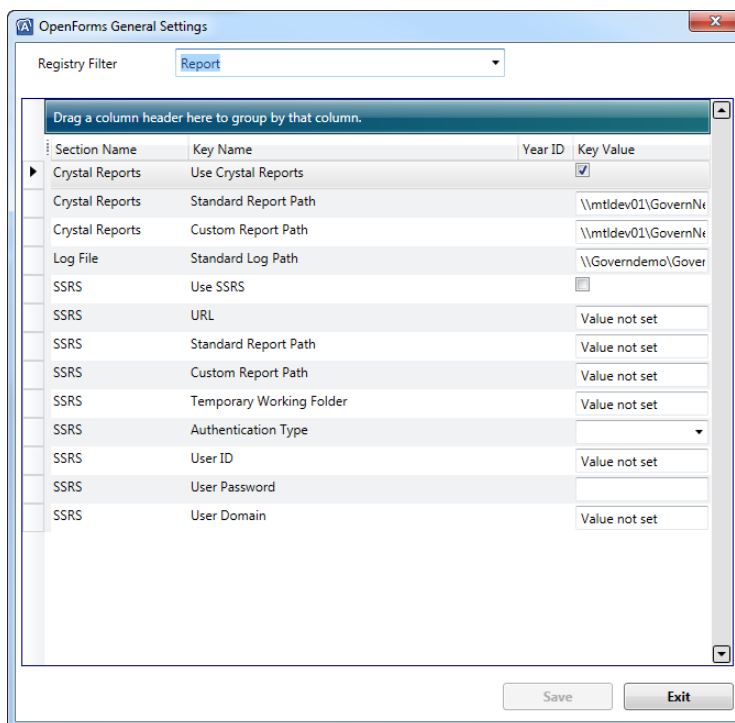 OpenForms General Settings
Registry Filter Report
Drag a column header here to group by that column.
Section Name Key Name Year ID Key Value
Crystal Reports Use Crystal Reports
Crystal Reports Standard Report Path \\mtldev01\GovernNe
Crystal Reports Custom Report Path \\mtldev01\GovernNe
Log File Standard Log Path \\Governdemo\Gover
SSRS Use SSRS
SSRS URL Value not set
SSRS Standard Report Path Value not set
SSRS Custom Report Path Value not set
SSRS Temporary Working Folder Value not set
SSRS Authentication Type
SSRS User ID Value not set
SSRS User Password
SSRS User Domain Value not set
Save Exit